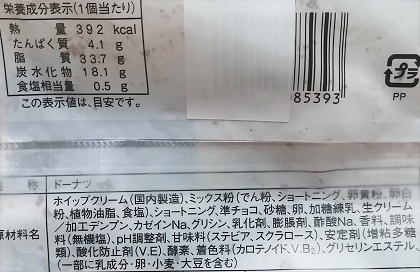 栄養成分表示(1個当たり)
熱 量 392 kcal
たんぱく質 4.1 g
脂 質 33.7 g
炭水化物 18.1 g
食塩相当量 0.5 g
この表示値は、目安です。
85393
プラ
PP
名 称 ドーナツ
原材料名
ホイップクリーム(国内製造)、ミックス粉(でん粉、ショートニング、卵黄粉、卵白
粉、植物油脂、食塩)、ショートニング、準チョコ、砂糖、卵、加糖練乳、生クリーム
/加工デンプン、カゼインNa、グリシン、乳化剤、膨脹剤、酢酸Na、香料、調味
料(無機塩)、pH調整剤、甘味料(ステビア、スクラロース)、安定剤(増粘多糖
類)、酸化防止剤(V.E)、酵素、着色料(カロテノイド、V.B₂)、グリセリンエステル
(一部に乳成分・卵・小麦・大豆を含む)